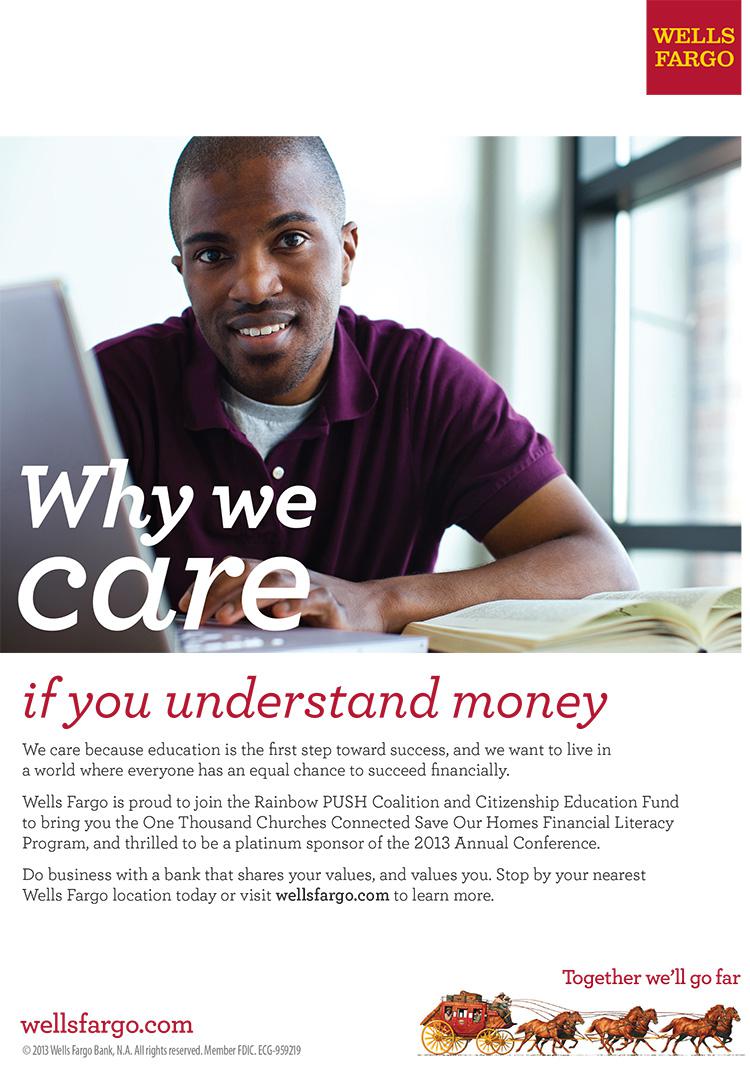 WELLS
FARGO
Why we
care
if you understand money
We care because education is the first step toward success, and we want to live in
a world where everyone has an equal chance to succeed financially.
Wells Fargo is proud to join the Rainbow PUSH Coalition and Citizenship Education Fund
to bring you the One Thousand Churches Connected Save Our Homes Financial Literacy
Program, and thrilled to be a platinum sponsor of the 2013 Annual Conference.
Do business with a bank that shares your values, and values you. Stop by your nearest
Wells Fargo location today or visit wellsfargo.com to learn more.
Together we'll go far
wellsfargo.com
© 2013 Wells Fargo Bank, N.A. All rights reserved. Member FDIC. ECG-959219